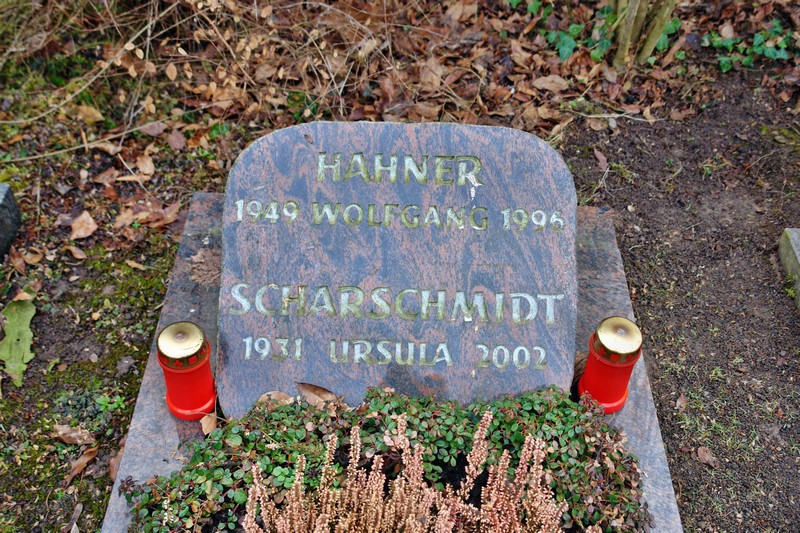 HAHNER
1949 WOLFGANG 1996
SCHARSCHMIDT
1931 URSULA 2002